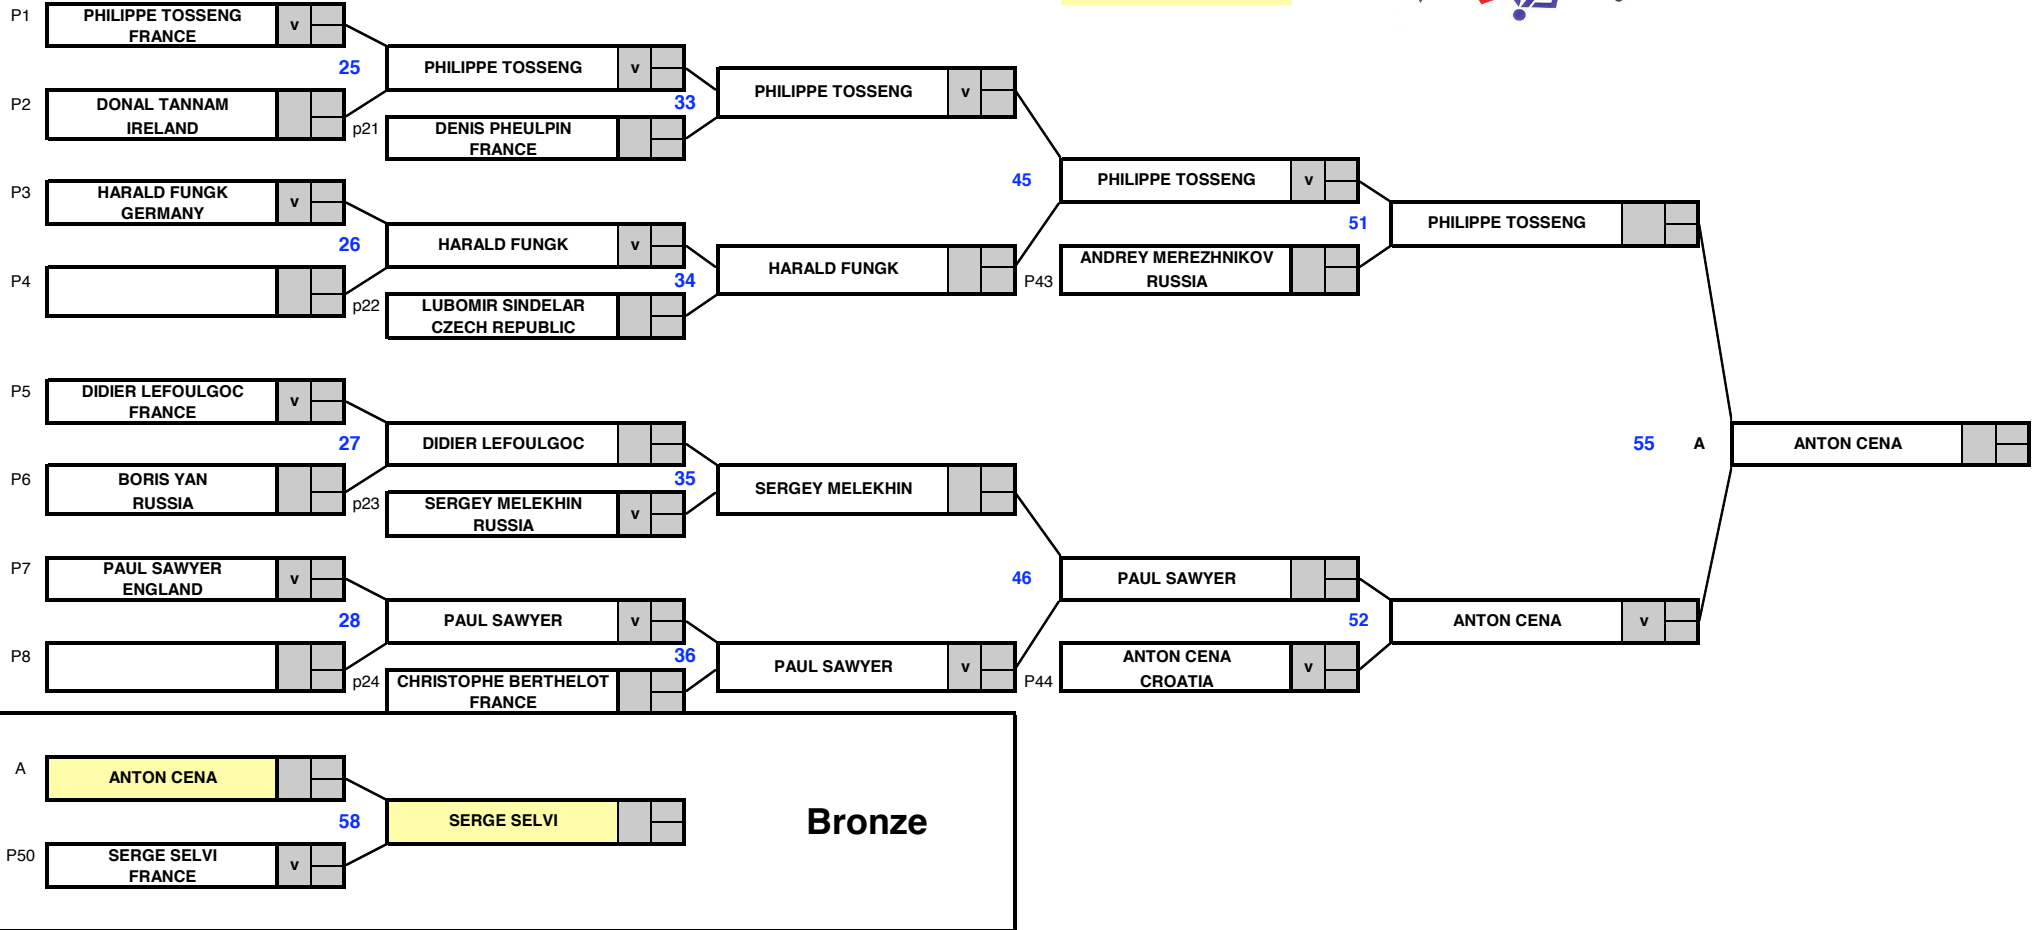 P1
PHILIPPE TOSSENG
FRANCE
v
25
PHILIPPE TOSSENG
v
P2
DONAL TANNAM
IRELAND
33
PHILIPPE TOSSENG
v
p21
DENIS PHEULPIN
FRANCE
45
PHILIPPE TOSSENG
v
P3
HARALD FUNGK
GERMANY
v
26
HARALD FUNGK
v
51
PHILIPPE TOSSENG
P4
34
HARALD FUNGK
P43
ANDREY MEREZHNIKOV
RUSSIA
p22
LUBOMIR SINDELAR
CZECH REPUBLIC
P5
DIDIER LEFOULGOC
FRANCE
v
27
DIDIER LEFOULGOC
55
A
ANTON CENA
P6
BORIS YAN
RUSSIA
35
SERGEY MELEKHIN
p23
SERGEY MELEKHIN
RUSSIA
v
P7
PAUL SAWYER
ENGLAND
v
46
PAUL SAWYER
28
PAUL SAWYER
v
52
ANTON CENA
v
P8
36
PAUL SAWYER
v
P44
ANTON CENA
CROATIA
v
p24
CHRISTOPHE BERTHELOT
FRANCE
A
ANTON CENA
58
SERGE SELVI
Bronze
P50
SERGE SELVI
FRANCE
v